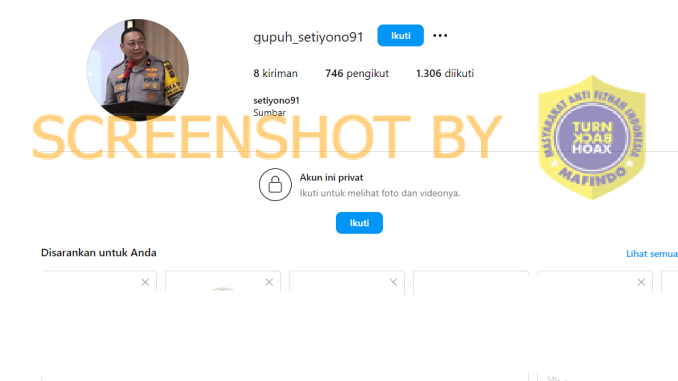 gupuh_setiyono91 Ikuti
8 kiriman 746 pengikut 1.306 diikuti
setiyono91
Sumbar
SCREENSHOT BY
MASYARAKAT ANTI FITNAH INDONESIA
TURN
BACK
HOAX
MAFINDO
Akun ini privat
Ikuti untuk melihat foto dan videonya.
Ikuti
Disarankan untuk Anda Lihat semua